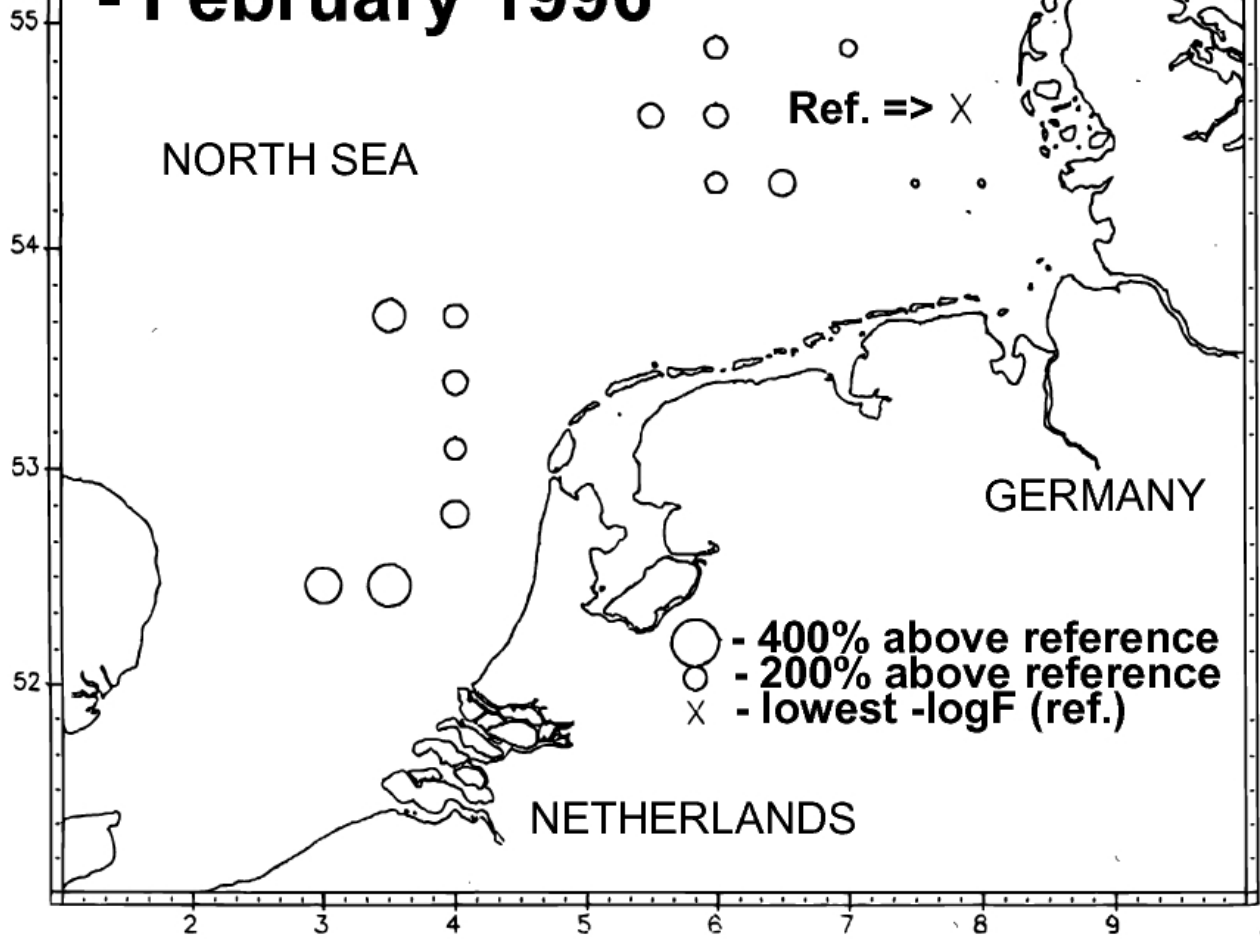 - February 1996
55
Ref. => X
NORTH SEA
54
53
GERMANY
- 400% above reference
- 200% above reference
52
X - lowest -logF (ref.)
NETHERLANDS
2 3 4 5 6 7 8 9